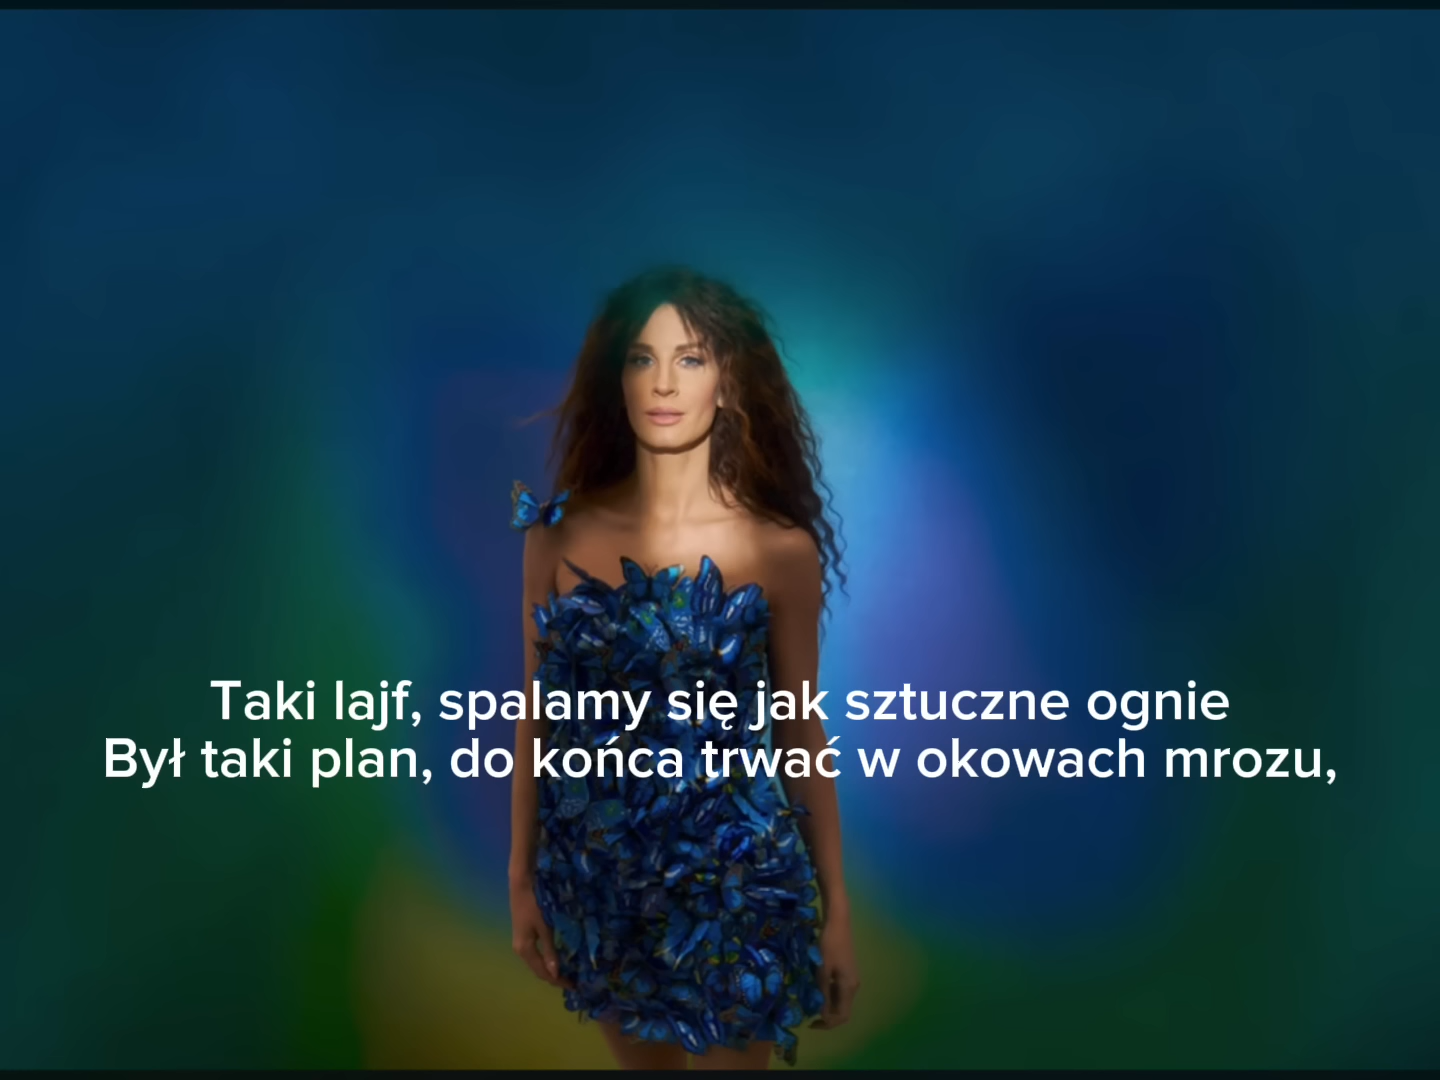 Taki lajf, spalamy się jak sztuczne ognie
Był taki plan, do końca trwać w okowach mrozu,